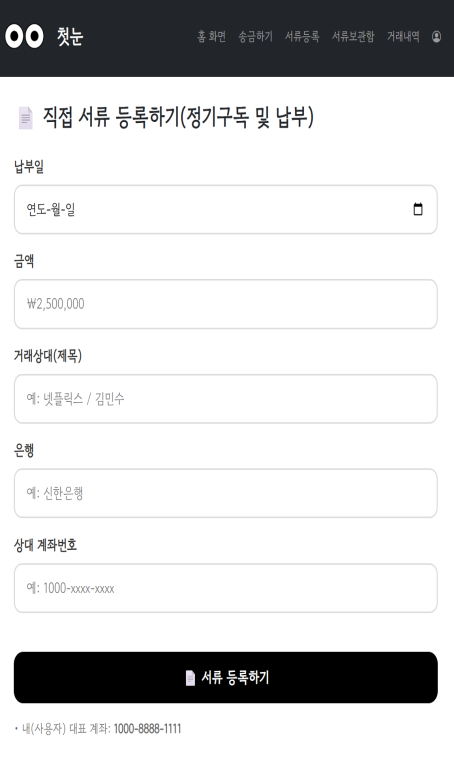 첫눈 홈 화면 송금하기 서류등록 서류보관함 거래내역
직접 서류 등록하기(정기구독 및 납부)
납부일
연도-월-일
금액
₩2,500,000
거래상대(제목)
예: 넷플릭스 / 김민수
은행
예: 신한은행
상대 계좌번호
예: 1000-xxxx-xxxx
서류 등록하기
• 내(사용자) 대표 계좌: 1000-8888-1111